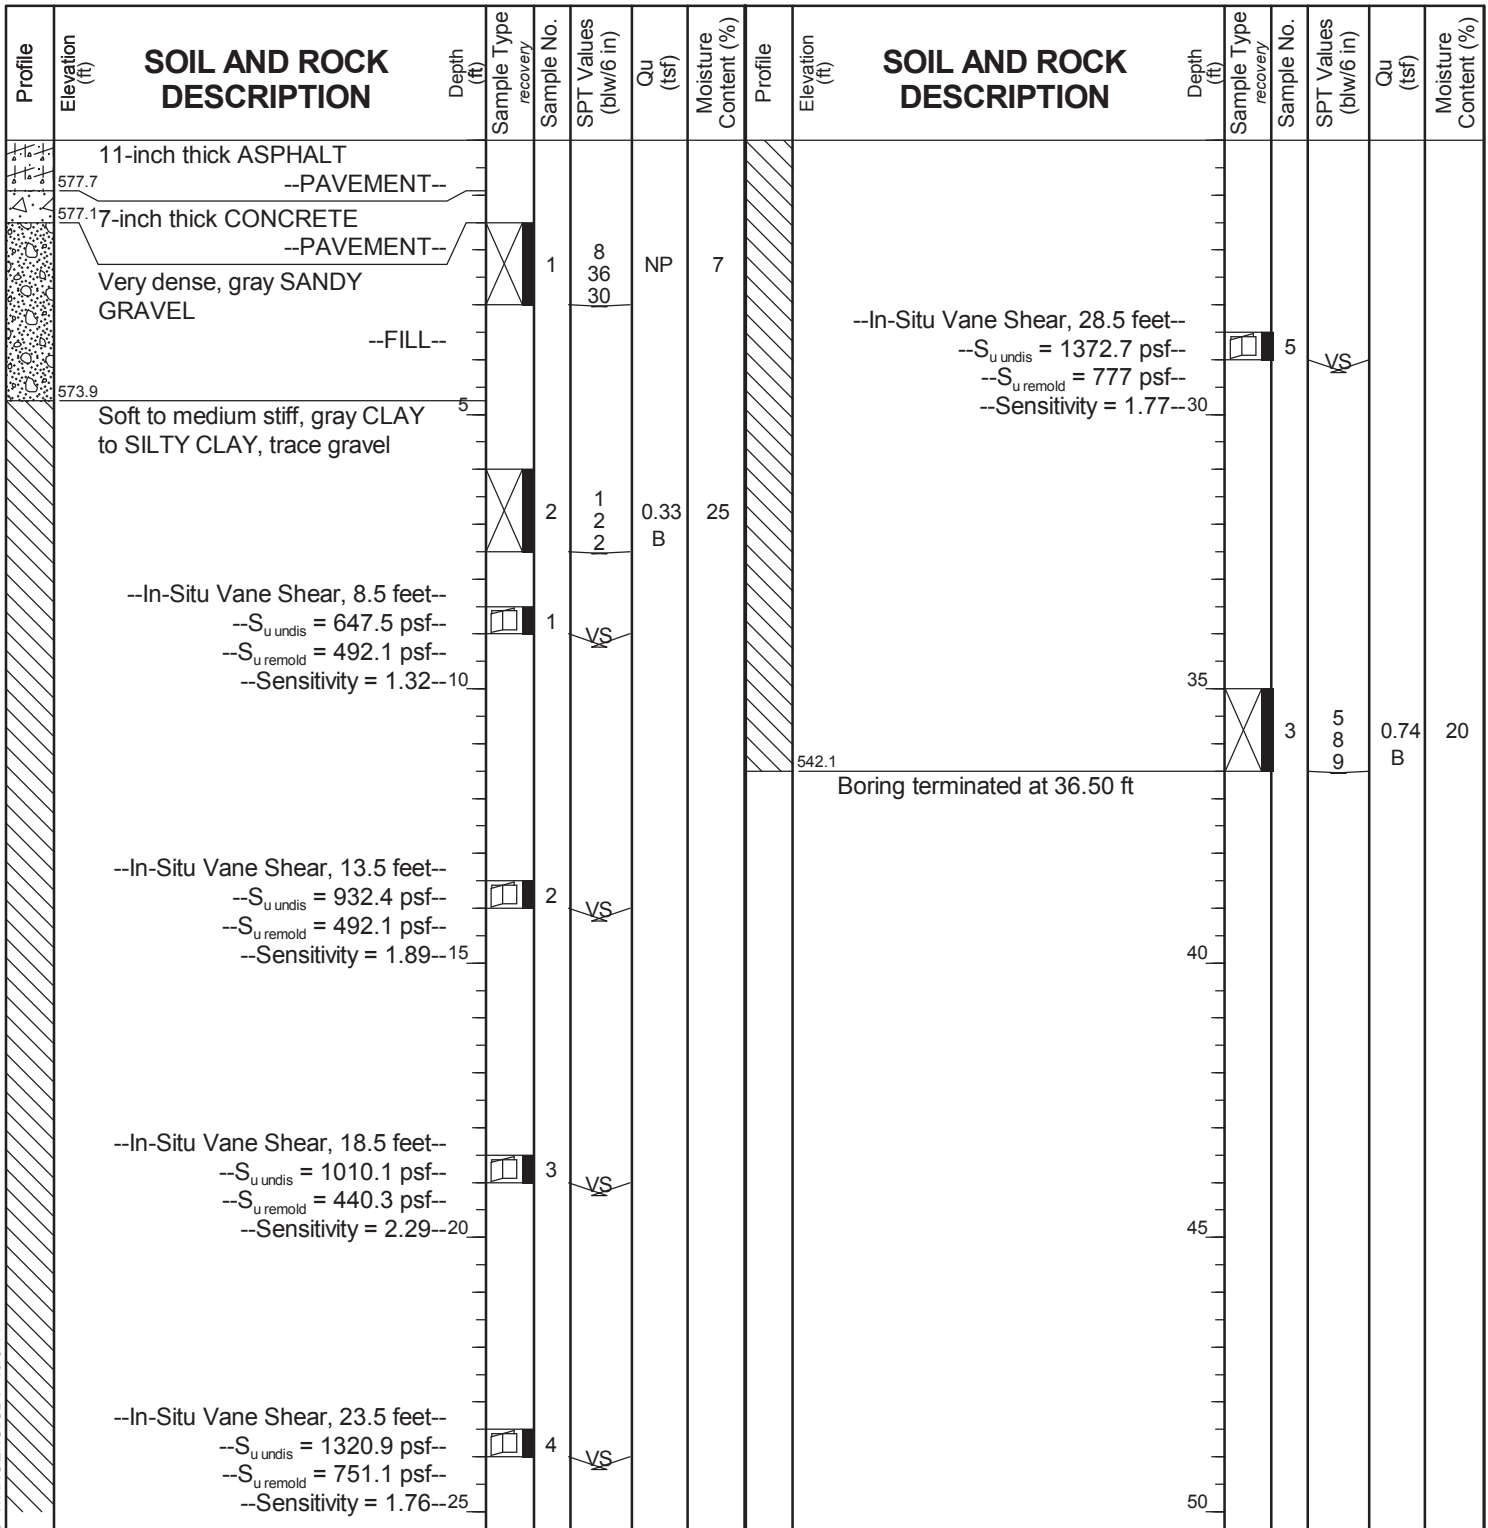 Profile
Elevation
(ft)
SOIL AND ROCK
DESCRIPTION
Depth
(ft)
Sample Type
recovery
Sample No.
SPT Values
(blw/6 in)
Qu
(tsf)
Moisture
Content (%)
11-inch thick ASPHALT
577.7 --PAVEMENT--
577.1 7-inch thick CONCRETE
--PAVEMENT--
Very dense, gray SANDY
GRAVEL
--FILL--
1
8
36
30
NP
7
573.9
5
Soft to medium stiff, gray CLAY
to SILTY CLAY, trace gravel
2
1
2
2
0.33
B
25
--In-Situ Vane Shear, 8.5 feet--
--Su undis = 647.5 psf--
--Su remold = 492.1 psf--
--Sensitivity = 1.32--10
1
VS
--In-Situ Vane Shear, 13.5 feet--
--Su undis = 932.4 psf--
--Su remold = 492.1 psf--
--Sensitivity = 1.89--15
2
VS
--In-Situ Vane Shear, 18.5 feet--
--Su undis = 1010.1 psf--
--Su remold = 440.3 psf--
--Sensitivity = 2.29--20
3
VS
--In-Situ Vane Shear, 23.5 feet--
--Su undis = 1320.9 psf--
--Su remold = 751.1 psf--
--Sensitivity = 1.76--25
4
VS
Profile
Elevation
(ft)
SOIL AND ROCK
DESCRIPTION
Depth
(ft)
Sample Type
recovery
Sample No.
SPT Values
(blw/6 in)
Qu
(tsf)
Moisture
Content (%)
--In-Situ Vane Shear, 28.5 feet--
--Su undis = 1372.7 psf--
--Su remold = 777 psf--
--Sensitivity = 1.77--30
5
VS
35
3
5
8
9
0.74
B
20
542.1
Boring terminated at 36.50 ft
40
45
50